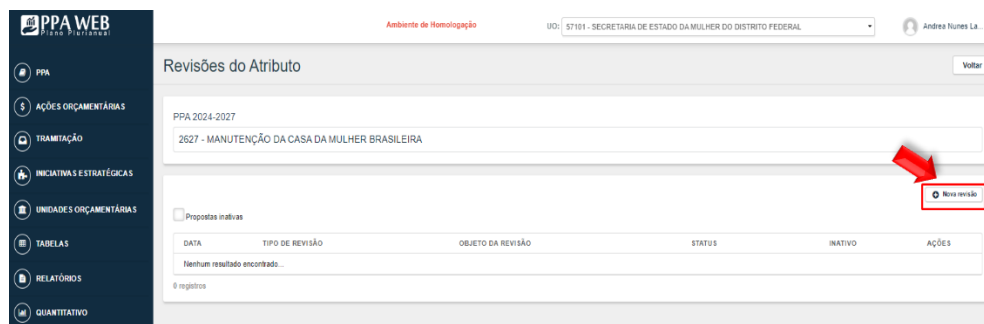 PPA WEB
Plano Plurianual
Ambiente de Homologação
UO: 57101 - SECRETARIA DE ESTADO DA MULHER DO DISTRITO FEDERAL
Andrea Nunes La...
PPA
AÇÕES ORÇAMENTÁRIAS
TRAMITAÇÃO
INICIATIVAS ESTRATÉGICAS
UNIDADES ORÇAMENTÁRIAS
TABELAS
RELATÓRIOS
QUANTITATIVO
Revisões do Atributo
Voltar
PPA 2024-2027
2627 - MANUTENÇÃO DA CASA DA MULHER BRASILEIRA
Nova revisão
Propostas inativas
DATA TIPO DE REVISÃO OBJETO DA REVISÃO STATUS INATIVO AÇÕES
Nenhum resultado encontrado...
0 registros